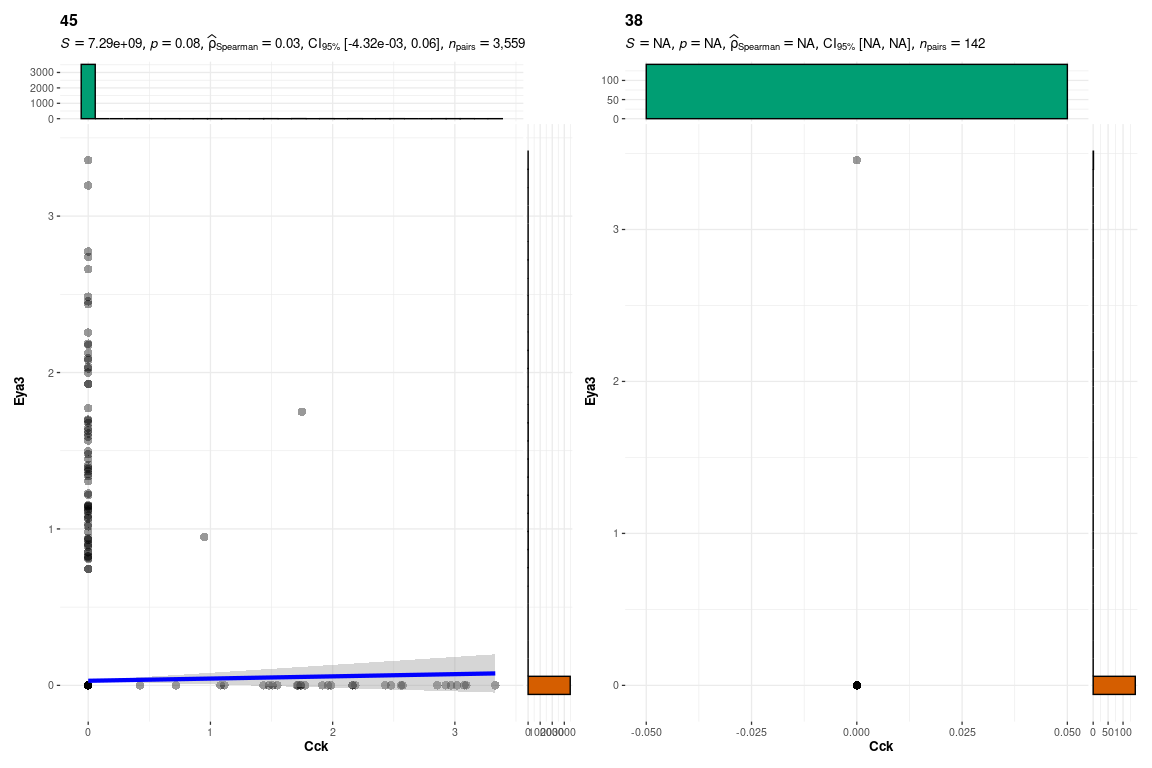 45
S = 7.29e+09, p = 0.08, ρ̂Spearman = 0.03, CI95% [-4.32e-03, 0.06], npairs = 3,559
3000
2000
1000
0
3
2
1
0
Eya3
0 1 2 3
0100020003000
Cck
38
S = NA, p = NA, ρ̂Spearman = NA, CI95% [NA, NA], npairs = 142
100
50
0
3
2
1
0
Eya3
-0.050 -0.025 0.000 0.025 0.050
0 50100
Cck